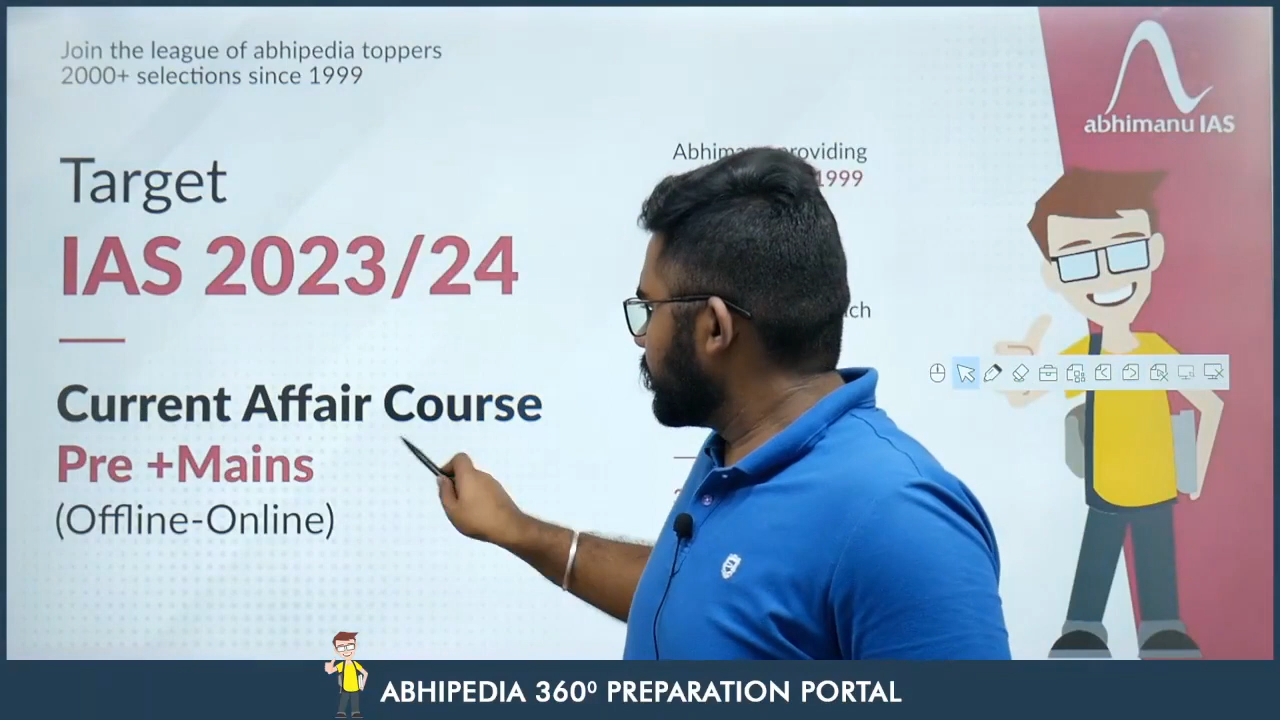 Join the league of abhipedia toppers
2000+ selections since 1999
Target
IAS 2023/24
Current Affair Course
Pre +Mains
(Offline-Online)
providing
1999
abhimanu IAS
ABHIPEDIA 360⁰ PREPARATION PORTAL